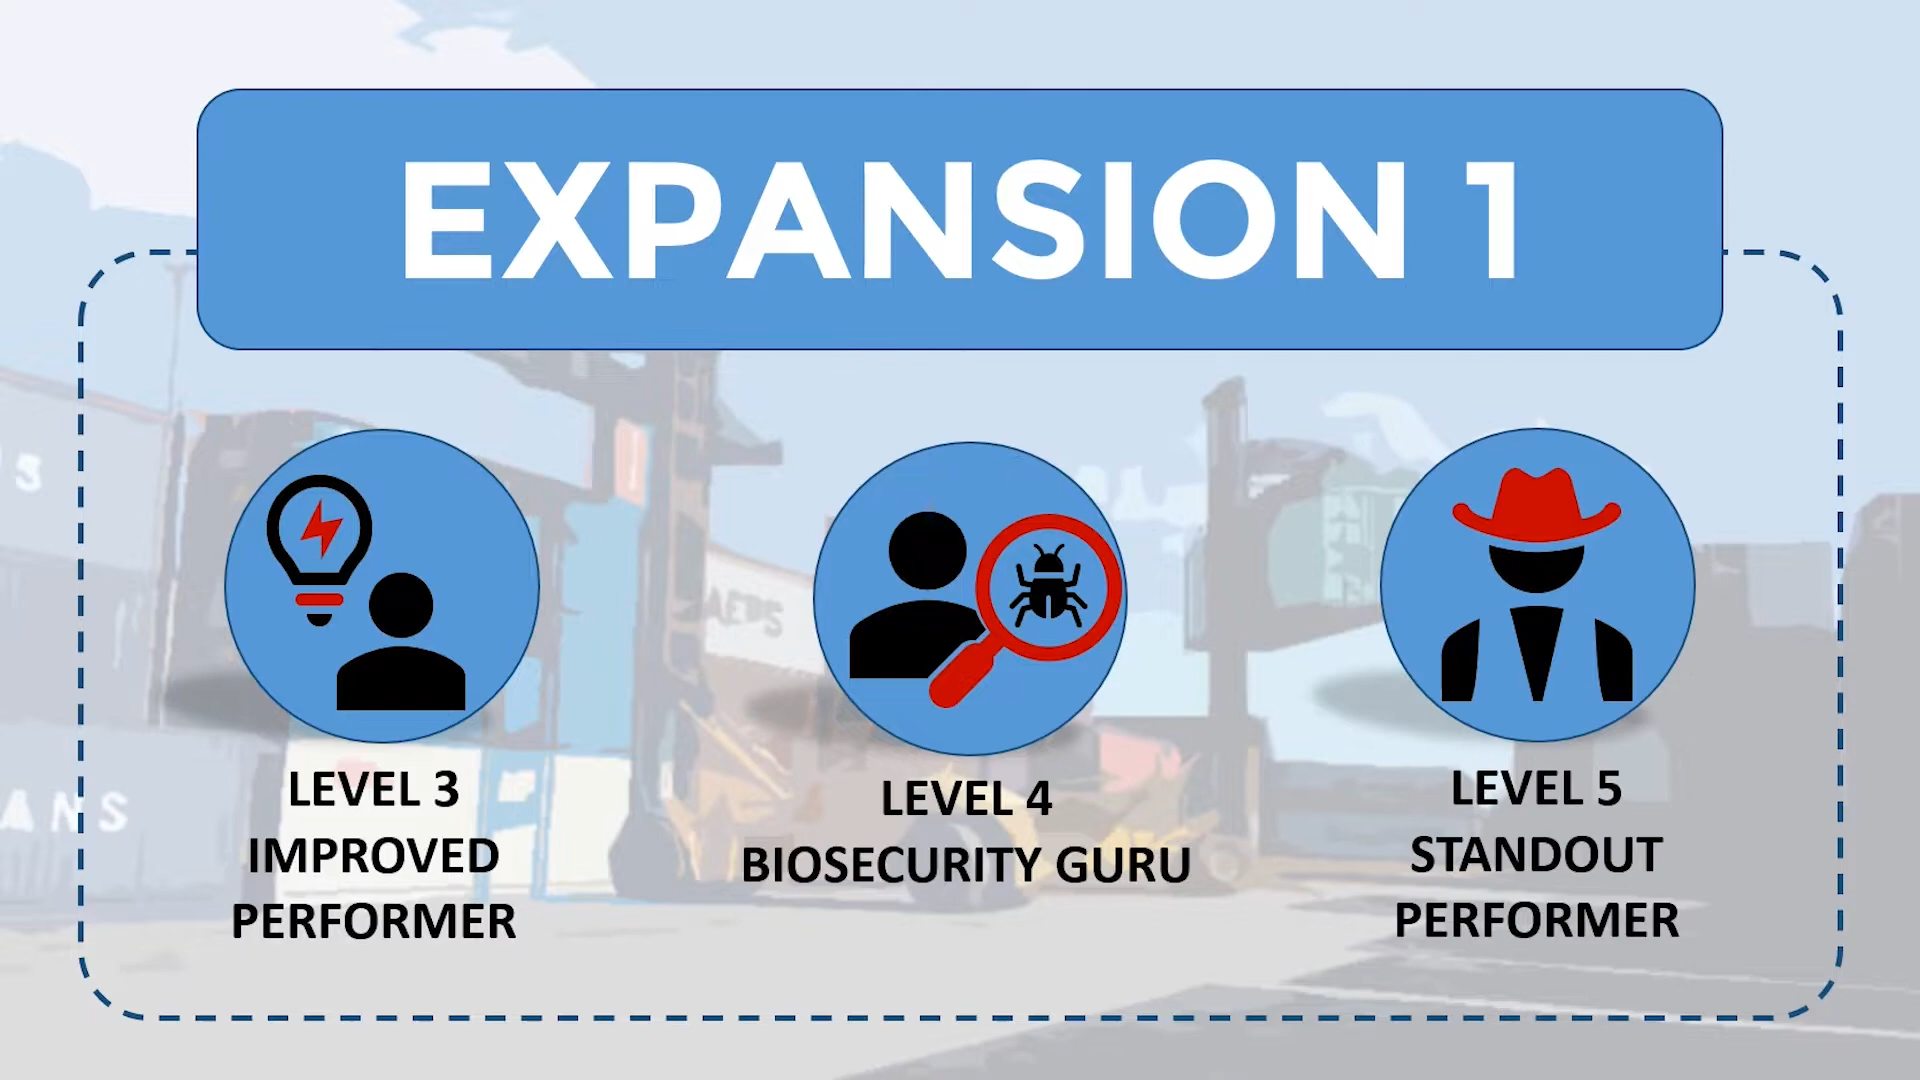 EXPANSION 1
LEVEL 3
IMPROVED
PERFORMER
LEVEL 4
BIOSECURITY GURU
LEVEL 5
STANDOUT
PERFORMER